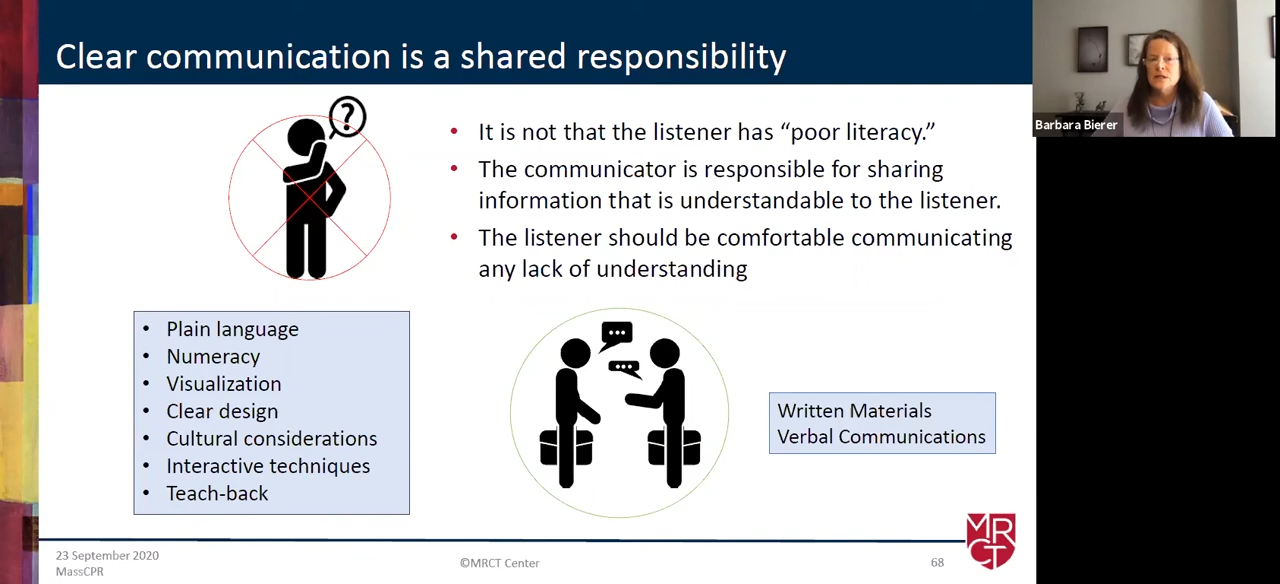 Clear communication is a shared responsibility
Barbara Bierer
?
• It is not that the listener has “poor literacy.”
• The communicator is responsible for sharing
information that is understandable to the listener.
• The listener should be comfortable communicating
any lack of understanding
• Plain language
• Numeracy
• Visualization
• Clear design
• Cultural considerations
• Interactive techniques
• Teach-back
Written Materials
Verbal Communications
23 September 2020
MassCPR
©MRCT Center
68
MR
CT